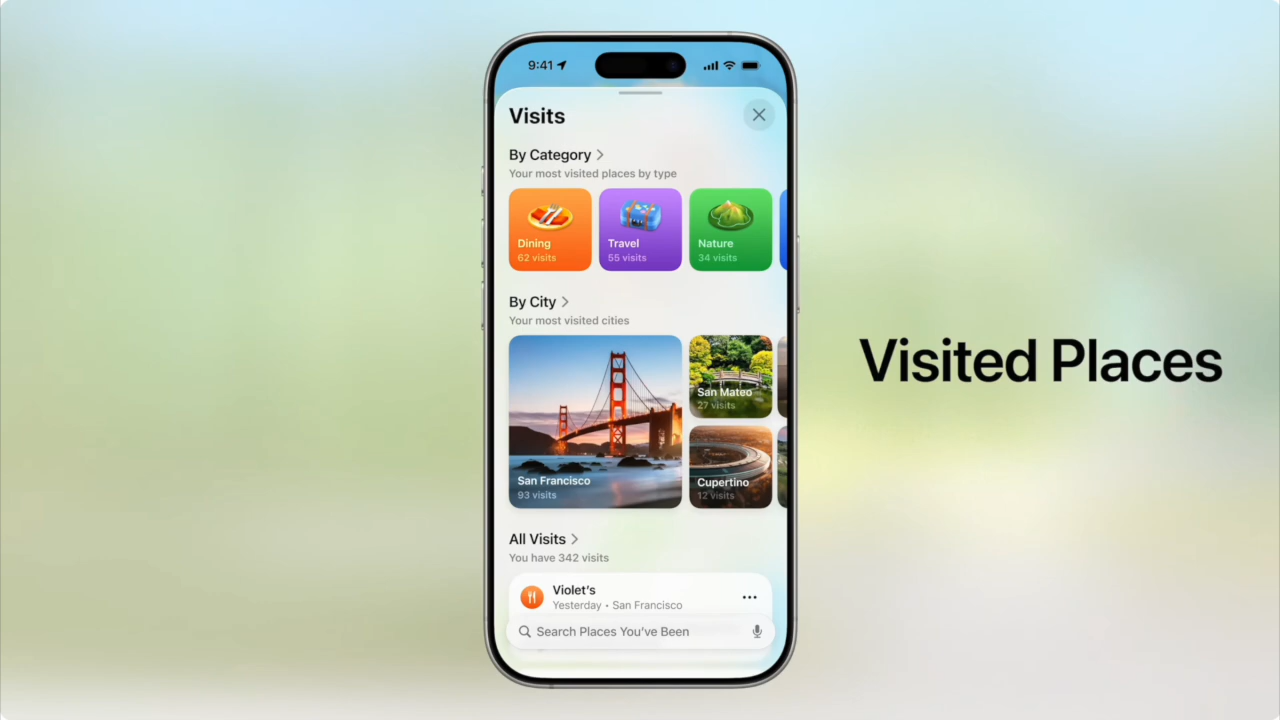 9:41
Visits
By Category
Your most visited places by type
Dining
62 visits
Travel
55 visits
Nature
34 visits
By City
Your most visited cities
San Francisco
93 visits
San Mateo
27 visits
Cupertino
12 visits
All Visits
You have 342 visits
Violet’s
Yesterday • San Francisco
Search Places You’ve Been
Visited Places